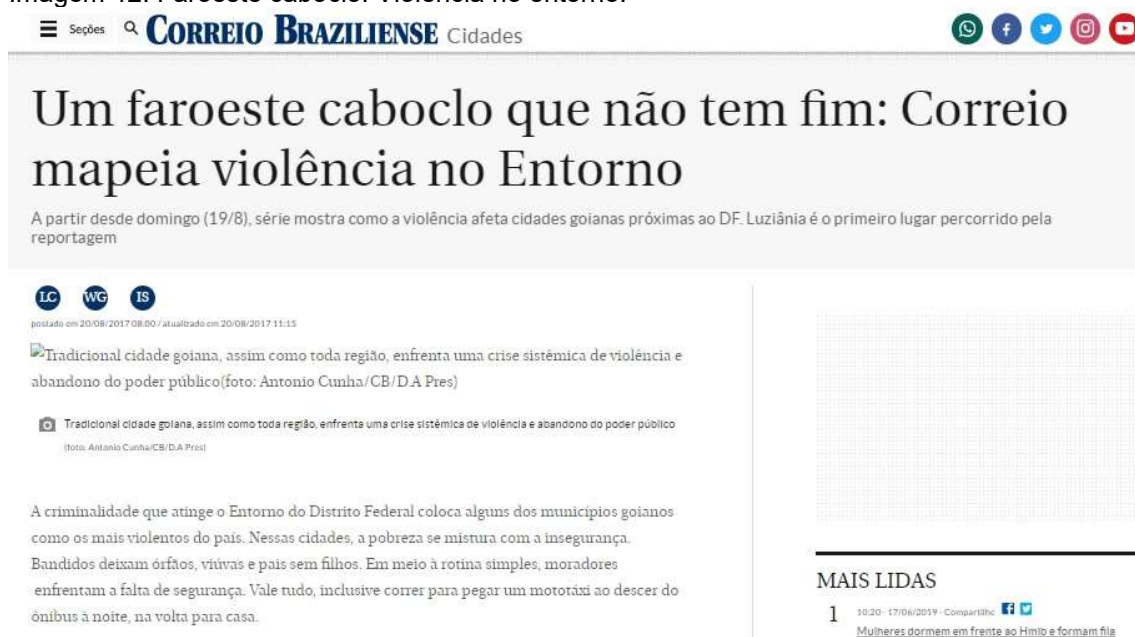 Imagem 12: Faroeste caboclo: violência no entorno.
Seções CORREIO BRAZILIENSE Cidades
Um faroeste caboclo que não tem fim: Correio
mapeia violência no Entorno
A partir desde domingo (19/8), série mostra como a violência afeta cidades goianas próximas ao DF. Luziânia é o primeiro lugar percorrido pela
reportagem
LC WG IS
postado em 20/08/2017 08:00 / atualizado em 20/08/2017 11:15
Tradicional cidade goiana, assim como toda região, enfrenta uma crise sistêmica de violência e
abandono do poder público(foto: Antonio Cunha/CB/D.A Pres)
Tradicional cidade goiana, assim como toda região, enfrenta uma crise sistêmica de violência e abandono do poder público
(foto: Antonio Cunha/CB/D.A Pres)
A criminalidade que atinge o Entorno do Distrito Federal coloca alguns dos municípios goianos
como os mais violentos do país. Nessas cidades, a pobreza se mistura com a insegurança.
Bandidos deixam órfãos, viúvas e pais sem filhos. Em meio à rotina simples, moradores
enfrentam a falta de segurança. Vale tudo, inclusive correr para pegar um mototáxi ao descer do
ônibus à noite, na volta para casa.
MAIS LIDAS
1 10:20 - 17/06/2019 - Compartilhe
Mulheres dormem em frente ao Hmib e formam fila